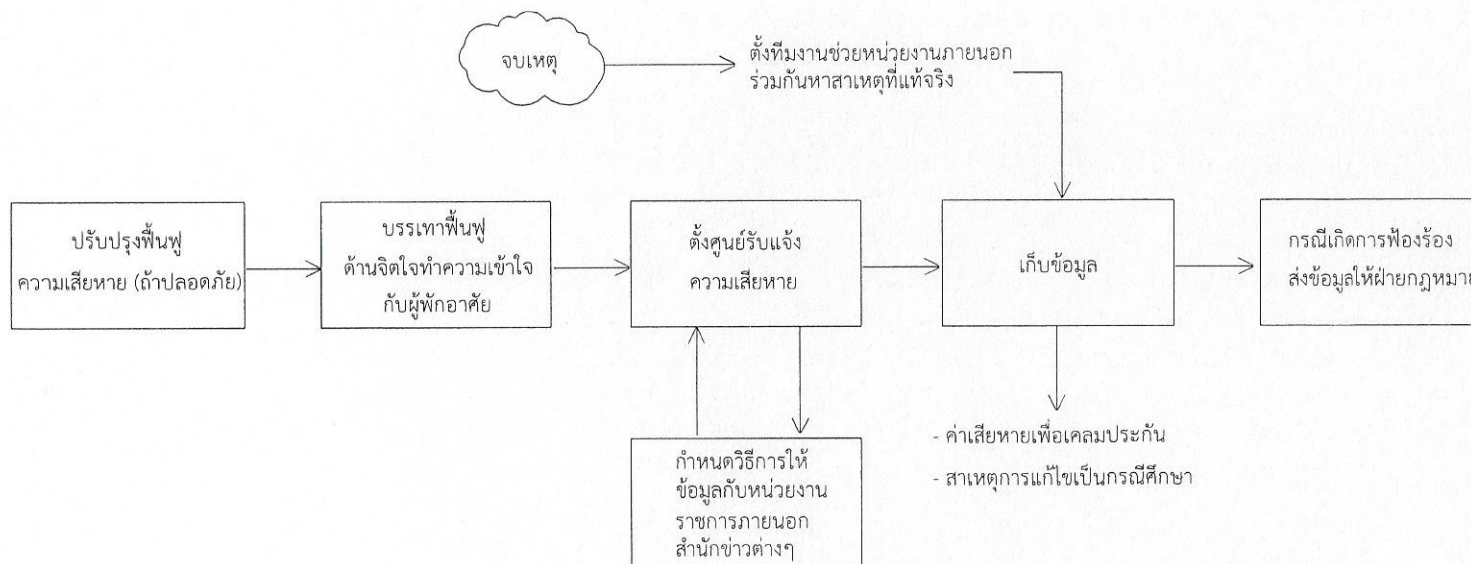 จบเหตุ
ตั้งทีมงานช่วยหน่วยงานภายนอก
ร่วมกันหาสาเหตุที่แท้จริง
ปรับปรุงฟื้นฟู
ความเสียหาย (ถ้าปลอดภัย)
บรรเทาฟื้นฟู
ด้านจิตใจทำความเข้าใจ
กับผู้พักอาศัย
ตั้งศูนย์รับแจ้ง
ความเสียหาย
เก็บข้อมูล
กรณีเกิดการฟ้องร้อง
ส่งข้อมูลให้ฝ่ายกฎหมาย
กำหนดวิธีการให้
ข้อมูลกับหน่วยงาน
ราชการภายนอก
สำนักข่าวต่างๆ
- ค่าเสียหายเพื่อเคลมประกัน
- สาเหตุการแก้ไขเป็นกรณีศึกษา